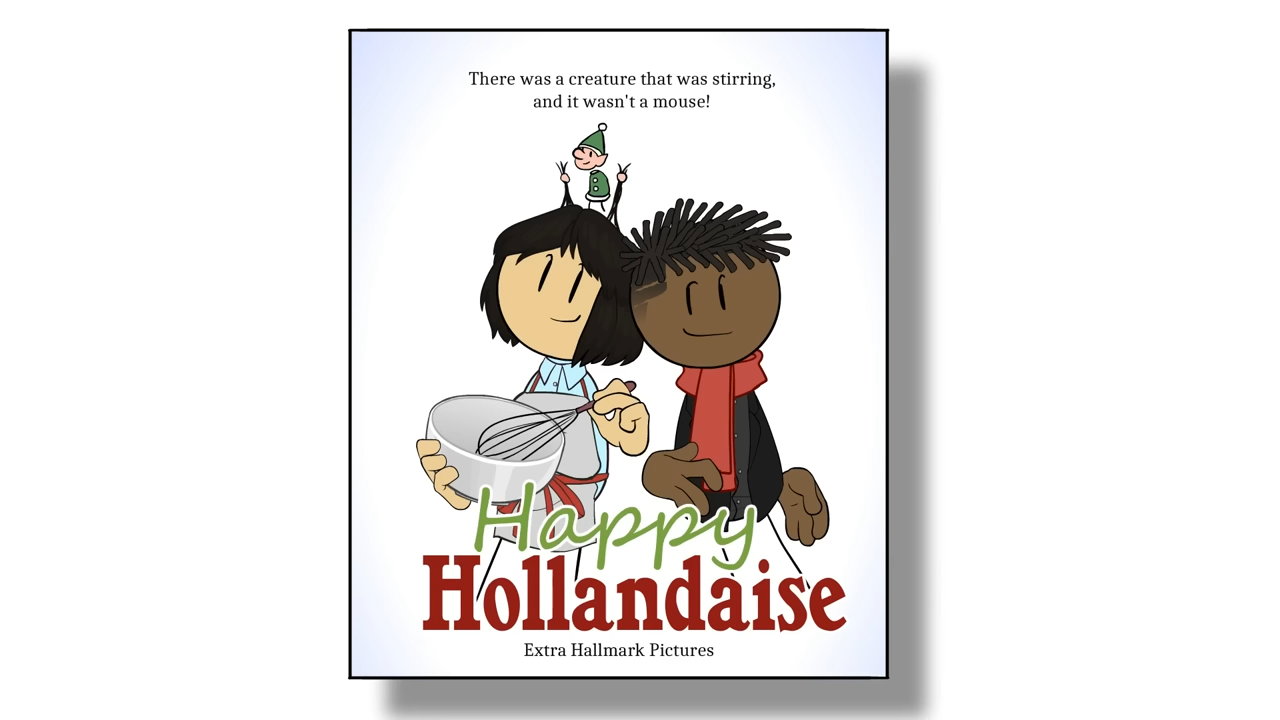 There was a creature that was stirring,
and it wasn't a mouse!
Happy
Hollandaise
Extra Hallmark Pictures